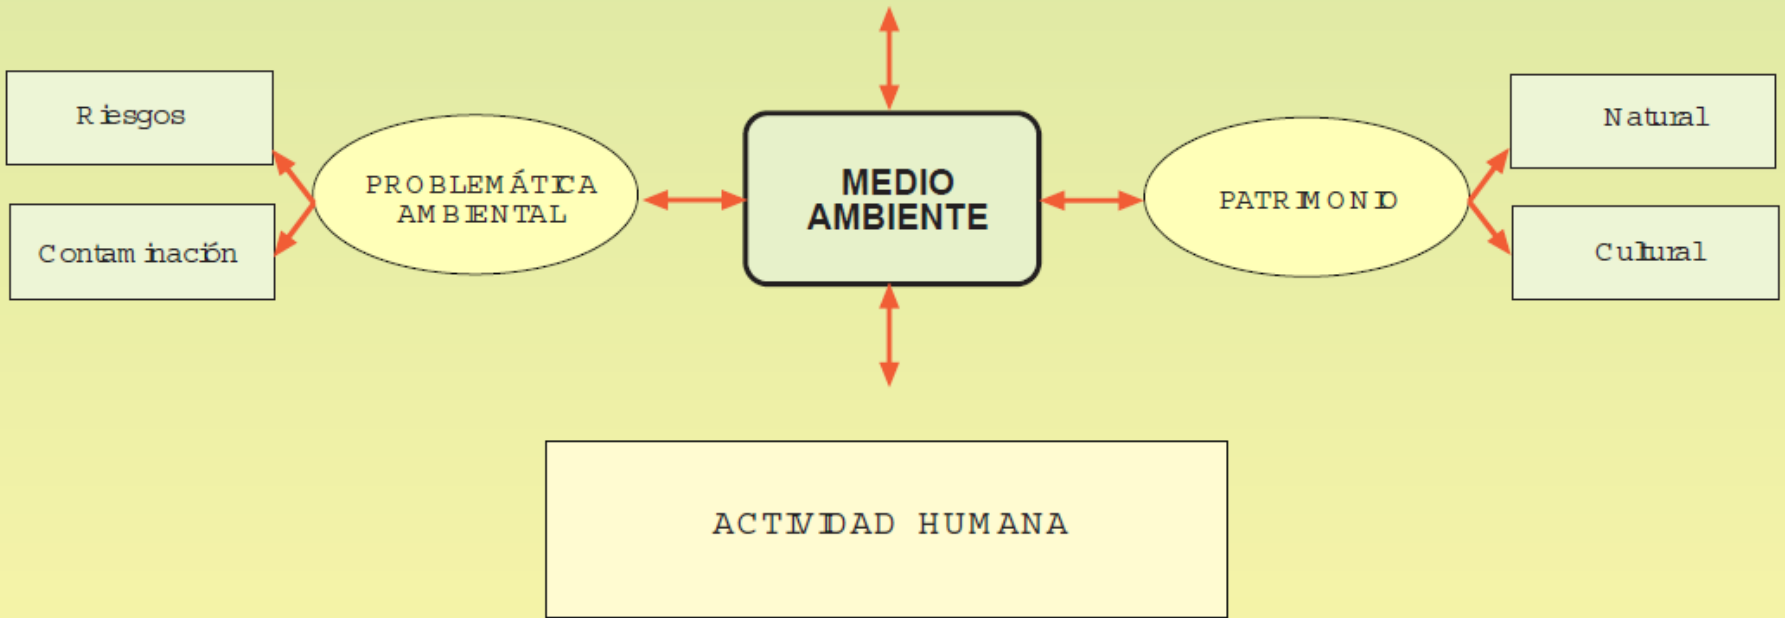 Riesgos
Contaminación
PROBLEMÁTICA
AMBIENTAL
MEDIO
AMBIENTE
PATRIMONIO
Natural
Cultural
ACTIVIDAD HUMANA